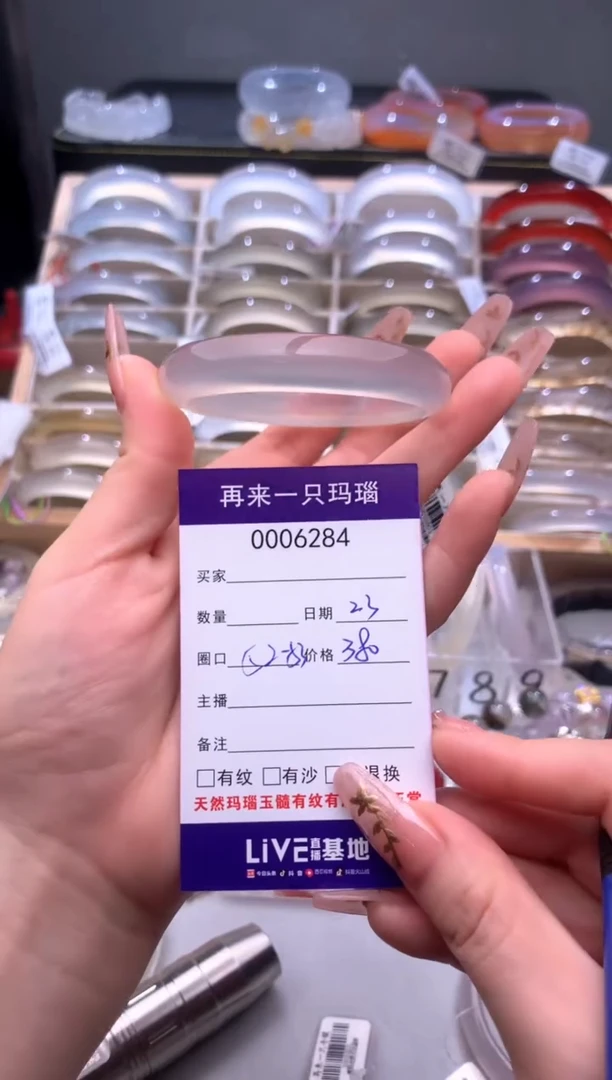 再来一只玛瑙
0006284
买家
数量 日期 23
圈口 价格 380
主播
备注
□有纹 □有沙 退换
天然玛瑙玉髓有纹有
LiVE直播基地
788